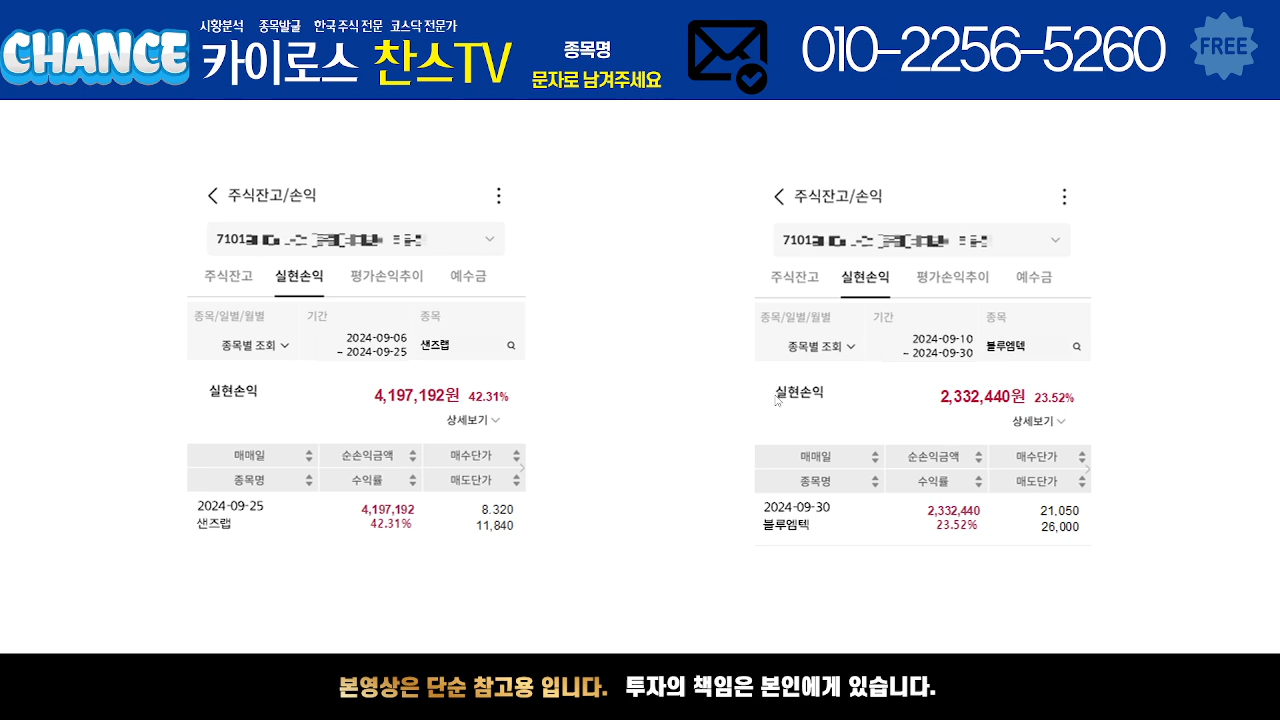 시황분석 종목발굴 한국 주식 전문 코스닥 전문가
CHANCE
카이로스 찬스TV
종목명
문자로 남겨주세요
010-2256-5260
FREE
주식잔고/손익
7101
주식잔고 실현손익 평가손익추이 예수금
종목/일별/월별 기간 종목
종목별 조회 2024-09-06 ~ 2024-09-25 샌즈랩
실현손익 4,197,192원 42.31%
상세보기
매매일 순손익금액 매수단가
종목명 수익률 매도단가
2024-09-25 4,197,192 8.320
샌즈랩 42.31% 11,840
주식잔고/손익
7101
주식잔고 실현손익 평가손익추이 예수금
종목/일별/월별 기간 종목
종목별 조회 2024-09-10 ~ 2024-09-30 블루엠텍
실현손익 2,332,440원 23.52%
상세보기
매매일 순손익금액 매수단가
종목명 수익률 매도단가
2024-09-30 2,332,440 21,050
블루엠텍 23.52% 26,000
본영상은 단순 참고용 입니다. 투자의 책임은 본인에게 있습니다.